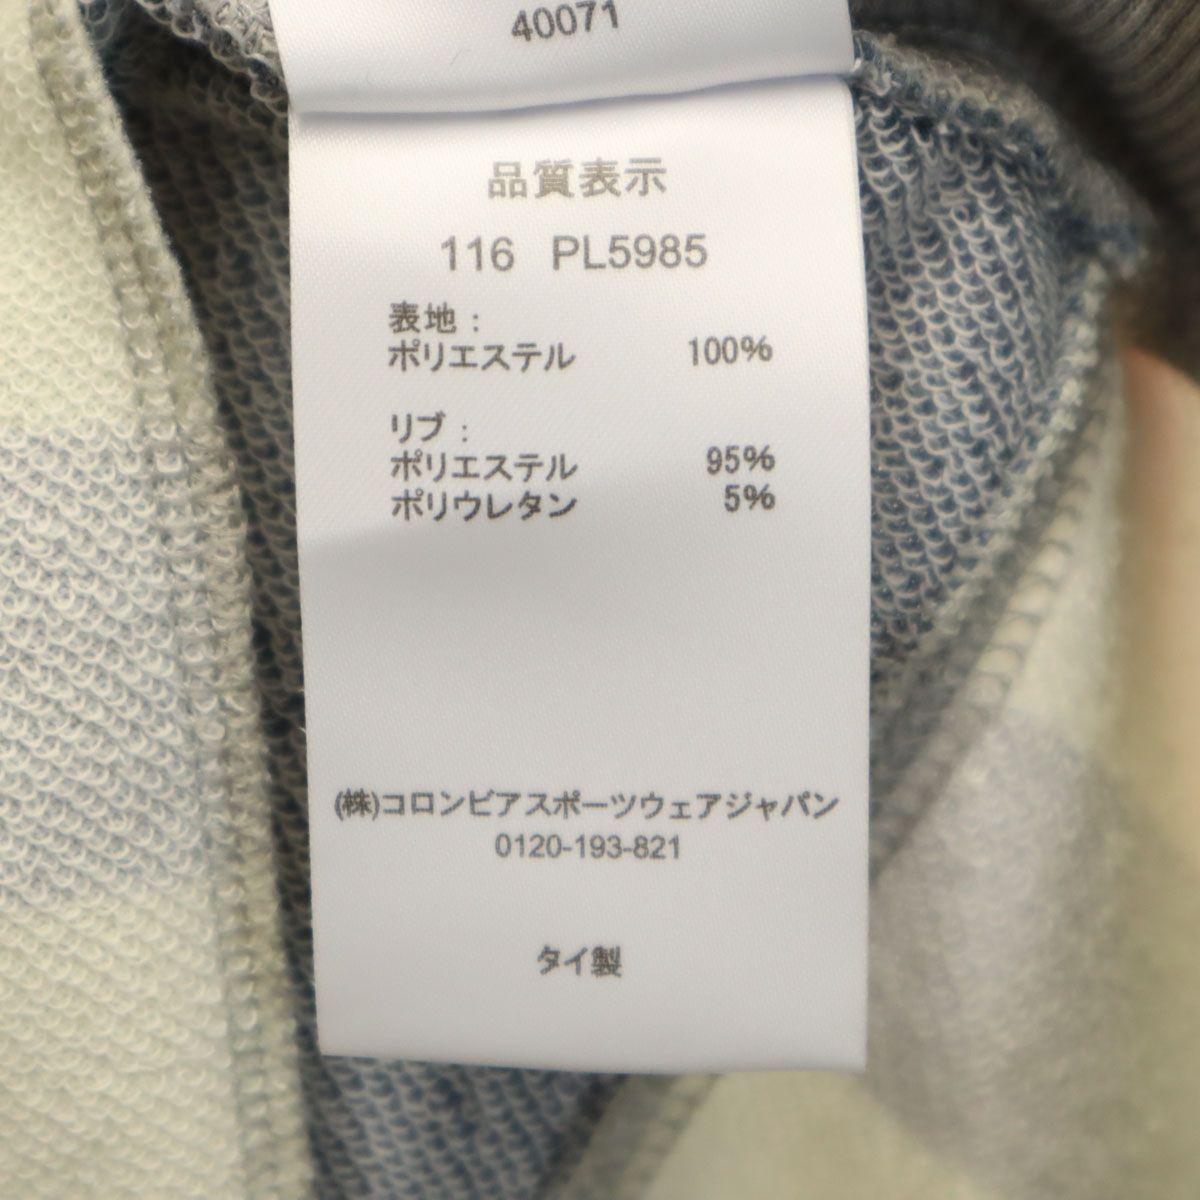 40071
品質表示
116 PL5985
表地：
ポリエステル 100%
リブ：
ポリエステル 95%
ポリウレタン 5%
(株)コロンビアスポーツウェアジャパン
0120-193-821
タイ製